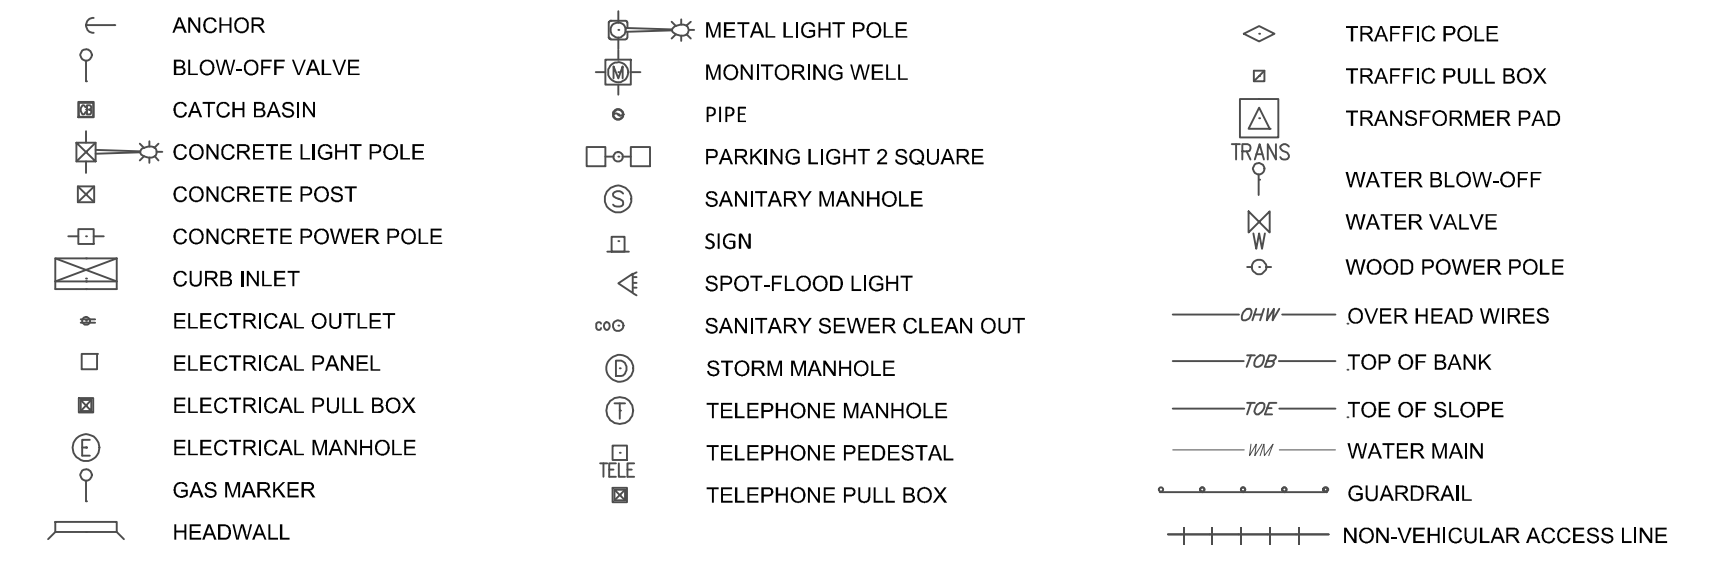 ANCHOR
BLOW-OFF VALVE
CB CATCH BASIN
CONCRETE LIGHT POLE
CONCRETE POST
CONCRETE POWER POLE
CURB INLET
ELECTRICAL OUTLET
ELECTRICAL PANEL
ELECTRICAL PULL BOX
E ELECTRICAL MANHOLE
GAS MARKER
HEADWALL
METAL LIGHT POLE
M MONITORING WELL
PIPE
PARKING LIGHT 2 SQUARE
S SANITARY MANHOLE
SIGN
SPOT-FLOOD LIGHT
CO SANITARY SEWER CLEAN OUT
D STORM MANHOLE
T TELEPHONE MANHOLE
TELEPHONE PEDESTAL
TELE
TELEPHONE PULL BOX
TRAFFIC POLE
TRAFFIC PULL BOX
TRANSFORMER PAD
TRANS
WATER BLOW-OFF
WATER VALVE
W
WOOD POWER POLE
OHW OVER HEAD WIRES
TOB TOP OF BANK
TOE TOE OF SLOPE
WM WATER MAIN
GUARDRAIL
NON-VEHICULAR ACCESS LINE